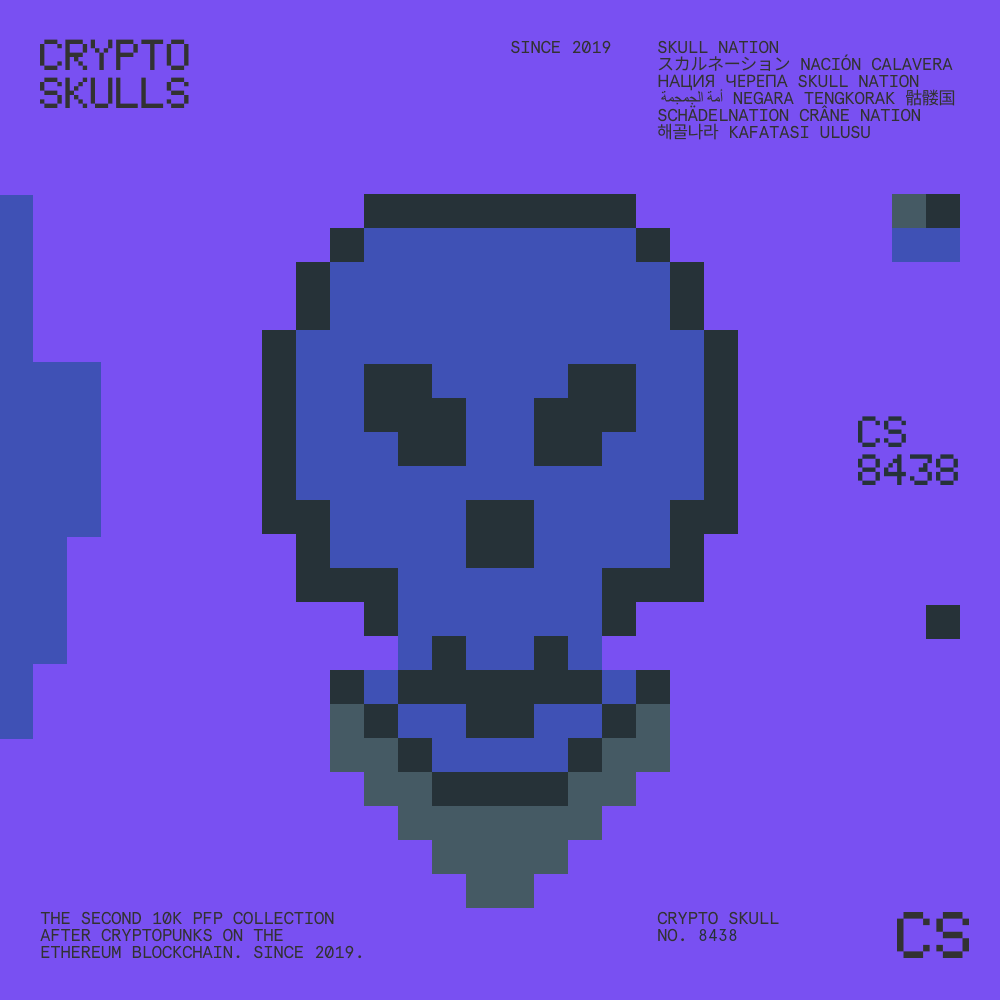 CRYPTO
SKULLS
SINCE 2019
SKULL NATION
スカルネーション NACIÓN CALAVERA
НАЦИЯ ЧЕРЕПА SKULL NATION
أمة الجمجمة NEGARA TENGKORAK 骷髅国
SCHÄDELNATION CRÂNE NATION
해골나라 KAFATASI ULUSU
CS
8438
THE SECOND 10K PFP COLLECTION
AFTER CRYPTOPUNKS ON THE
ETHEREUM BLOCKCHAIN. SINCE 2019.
CRYPTO SKULL
NO. 8438
CS